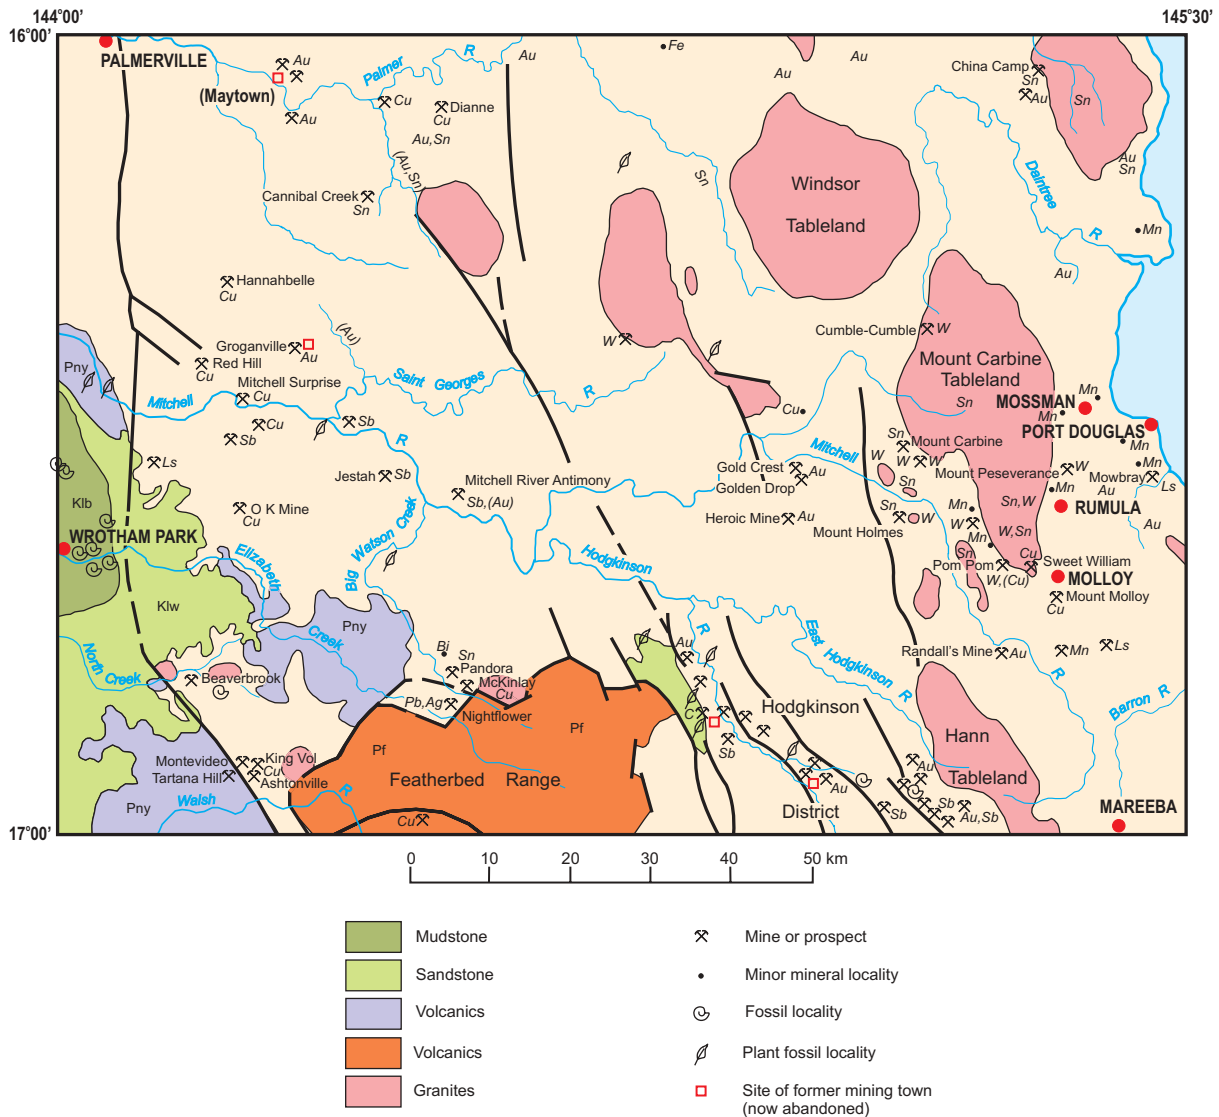 144°00'
145°30'
16°00'
PALMERVILLE
(Maytown)
Au
Au
Palmer
R
Cu
Dianne
Cu
Au,Sn
(Au,Sn)
Cannibal Creek
Sn
Au
Fe
Au
Au
Sn
China Camp
Sn
Au
Sn
Au
Sn
Daintree
R
Mn
Au
Windsor
Tableland
Hannahbelle
Cu
(Au)
Groganville
Au
Red Hill
Cu
Mitchell Surprise
Cu
Pny
Mitchell
Saint Georges
R
W
Cumble-Cumble
W
Mount Carbine
Tableland
Sn
Mn
MOSSMAN
Mn
PORT DOUGLAS
Mn
Cu
Sb
Cu
Sb
R
Ls
Jestah
Sb
Mitchell River Antimony
Sb,(Au)
Mitchell
Gold Crest
Au
Golden Drop
Heroic Mine
Au
Sn
Mount Carbine
W
W
W
Sn
Mount Peseverance
W
Mowbray
Mn
Au
Ls
Mn
Sn,W
RUMULA
Au
Klb
O K Mine
Cu
WROTHAM PARK
Elizabeth
Big Watson Creek
Hodgkinson
Sn
W
Mount Holmes
Mn
W
Mn
W,Sn
Sn
Pom Pom
W,(Cu)
Cu
Sweet William
MOLLOY
Mount Molloy
Cu
Klw
Pny
Creek
North
Creek
Beaverbrook
Bi
Sn
Pandora
McKinlay
Cu
Pb,Ag
Nightflower
Au
R
East Hodgkinson
R
Randall's Mine
Au
Mn
Ls
R
Barron
R
C
Sb
Hodgkinson
Hann
Tableland
Pf
Pf
Featherbed Range
Montevideo
King Vol
Cu
Tartana Hill
Ashtonville
Pny
Walsh
R
Cu
Au
District
Sb
Au
Sb
Au,Sb
MAREEBA
17°00'
0
10
20
30
40
50 km
Mudstone
Sandstone
Volcanics
Volcanics
Granites
Mine or prospect
Minor mineral locality
Fossil locality
Plant fossil locality
Site of former mining town
(now abandoned)